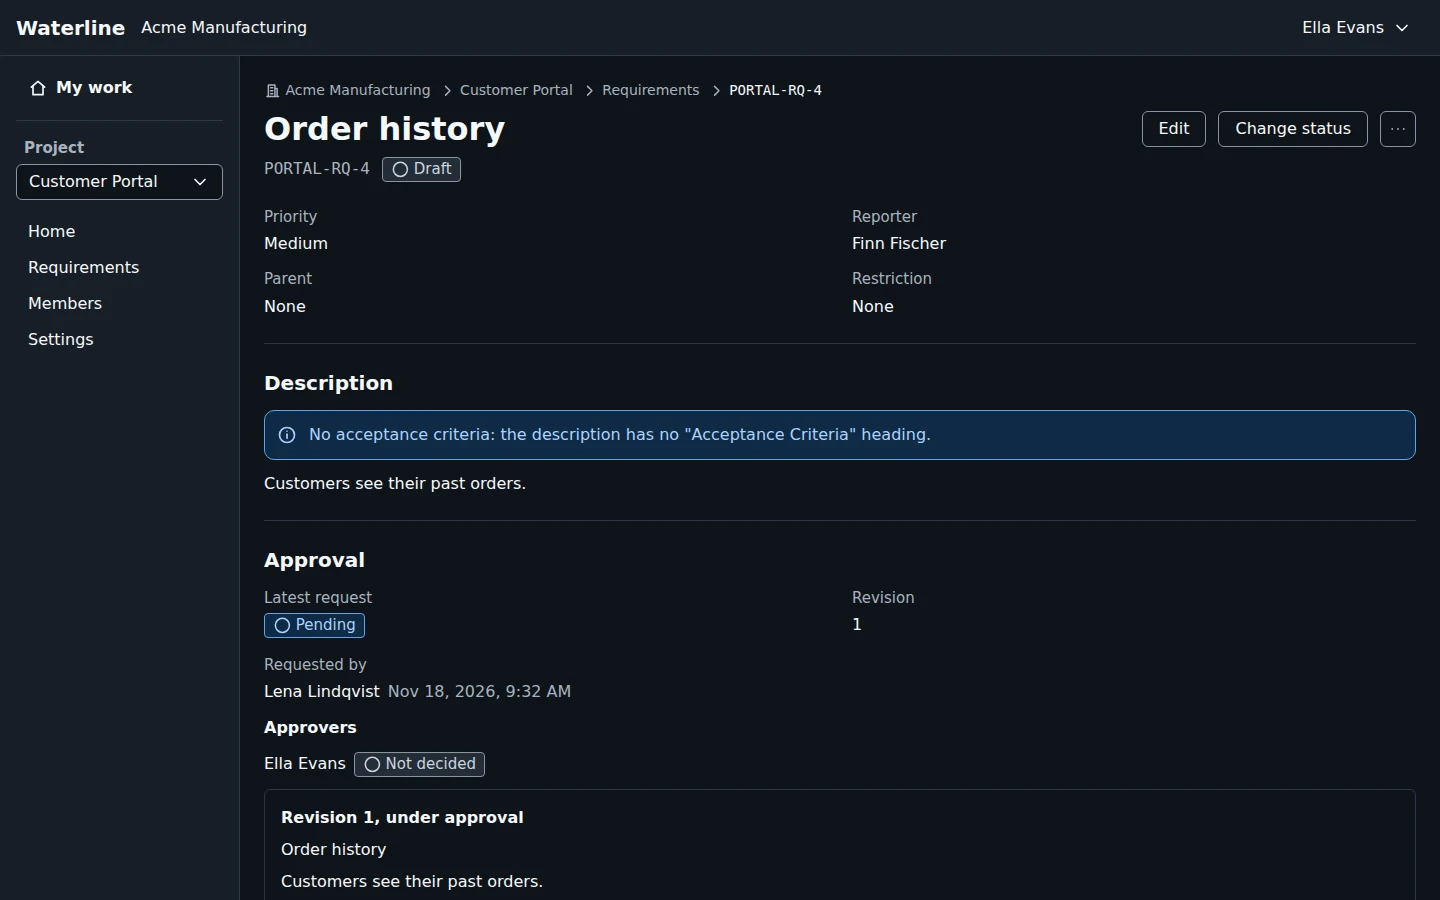 Waterline Acme Manufacturing Ella Evans
My work
Project
Customer Portal
Home
Requirements
Members
Settings
Acme Manufacturing Customer Portal Requirements PORTAL-RQ-4
Order history
Edit Change status ...
PORTAL-RQ-4 Draft
Priority
Medium
Reporter
Finn Fischer
Parent
None
Restriction
None
Description
No acceptance criteria: the description has no "Acceptance Criteria" heading.
Customers see their past orders.
Approval
Latest request
Pending
Revision
1
Requested by
Lena Lindqvist Nov 18, 2026, 9:32 AM
Approvers
Ella Evans Not decided
Revision 1, under approval
Order history
Customers see their past orders.